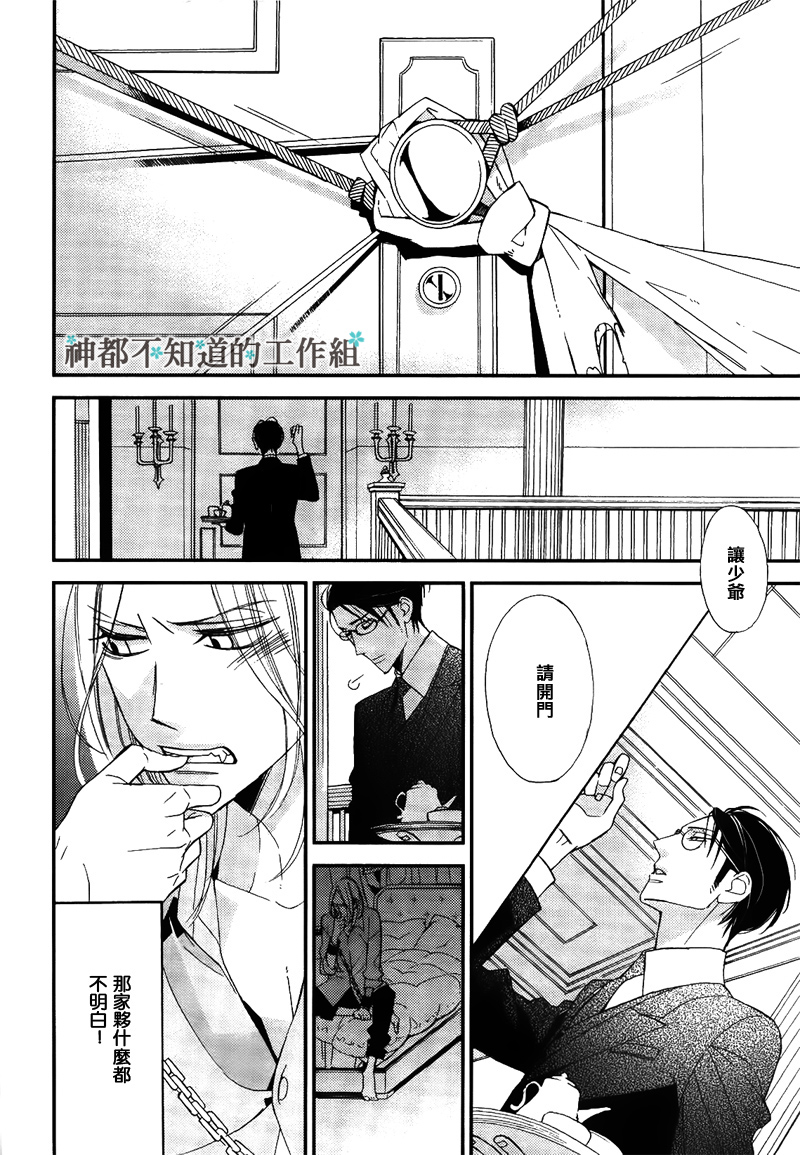 神都不知道的工作組
讓少爺
請開門
那家夥什麼都
不明白！